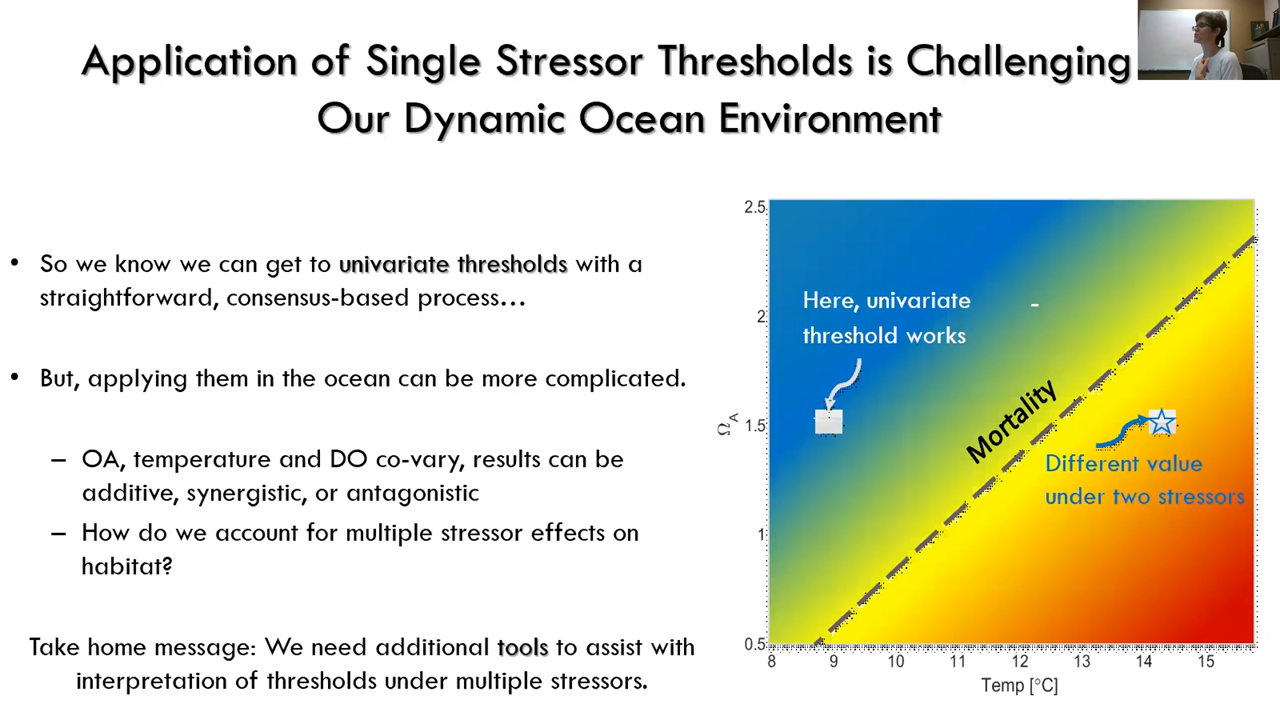 Application of Single Stressor Thresholds is Challenging
Our Dynamic Ocean Environment
• So we know we can get to univariate thresholds with a
straightforward, consensus-based process…
• But, applying them in the ocean can be more complicated.
– OA, temperature and DO co-vary, results can be
additive, synergistic, or antagonistic
– How do we account for multiple stressor effects on
habitat?
Take home message: We need additional tools to assist with
interpretation of thresholds under multiple stressors.
2.5
2
1.5
1
0.5
Ω_A
Here, univariate
threshold works
Mortality
Different value
under two stressors
8 9 10 11 12 13 14 15
Temp [°C]